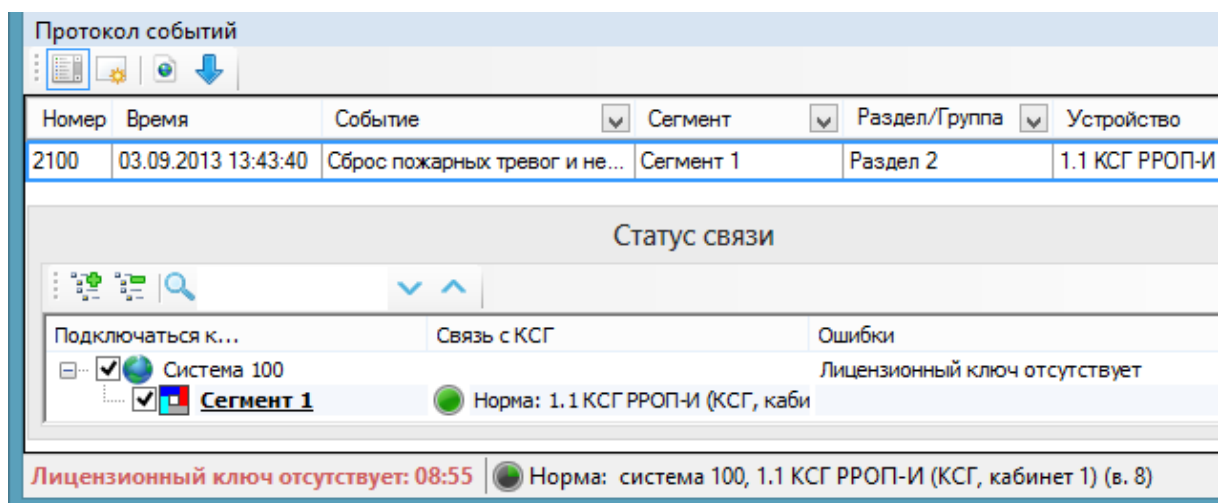 Протокол событий
Номер Время Событие Сегмент Раздел/Группа Устройство
2100 03.09.2013 13:43:40 Сброс пожарных тревог и не... Сегмент 1 Раздел 2 1.1 КСГ РРОП-И
Статус связи
Подключаться к... Связь с КСГ Ошибки
Система 100 Лицензионный ключ отсутствует
Сегмент 1 Норма: 1.1 КСГ РРОП-И (КСГ, каби
Лицензионный ключ отсутствует: 08:55 Норма: система 100, 1.1 КСГ РРОП-И (КСГ, кабинет 1) (в. 8)